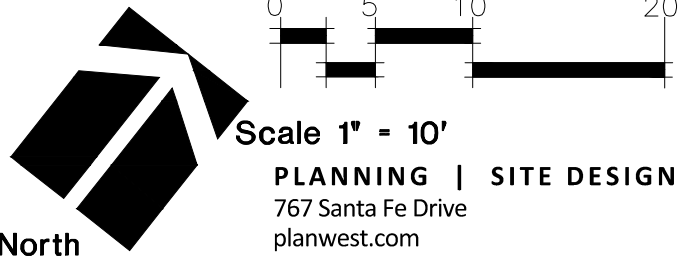 0 5 10 20
Scale 1" = 10'
PLANNING | SITE DESIGN
767 Santa Fe Drive
planwest.com
North